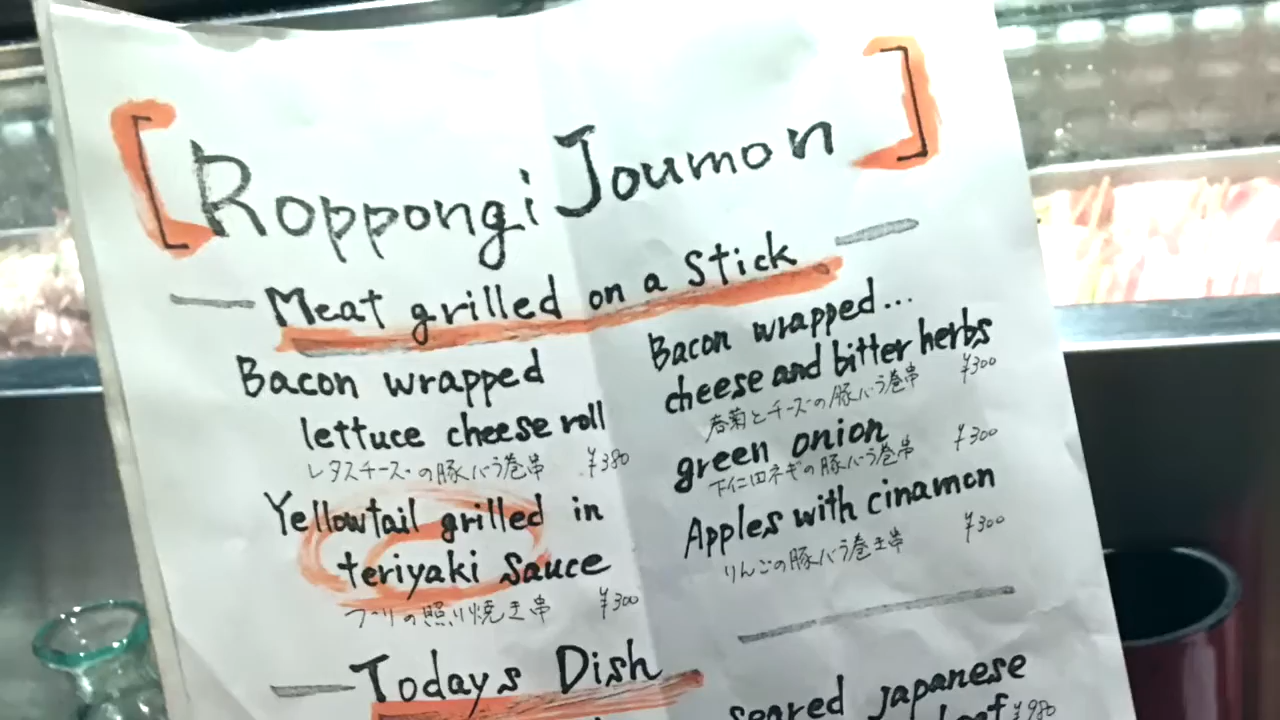 [Roppongi Joumon]
Meat grilled on a Stick
Bacon wrapped
lettuce cheese roll
レタスチーズの豚バラ巻串 ¥380
Yellowtail grilled in
teriyaki Sauce
ブリの照り焼き串 ¥300
Bacon wrapped...
cheese and bitter herbs
春菊とチーズの豚バラ巻串 ¥300
green onion
下仁田ネギの豚バラ巻串 ¥300
Apples with cinamon
りんごの豚バラ巻き串 ¥300
Todays Dish
seared japanese
beef ¥980